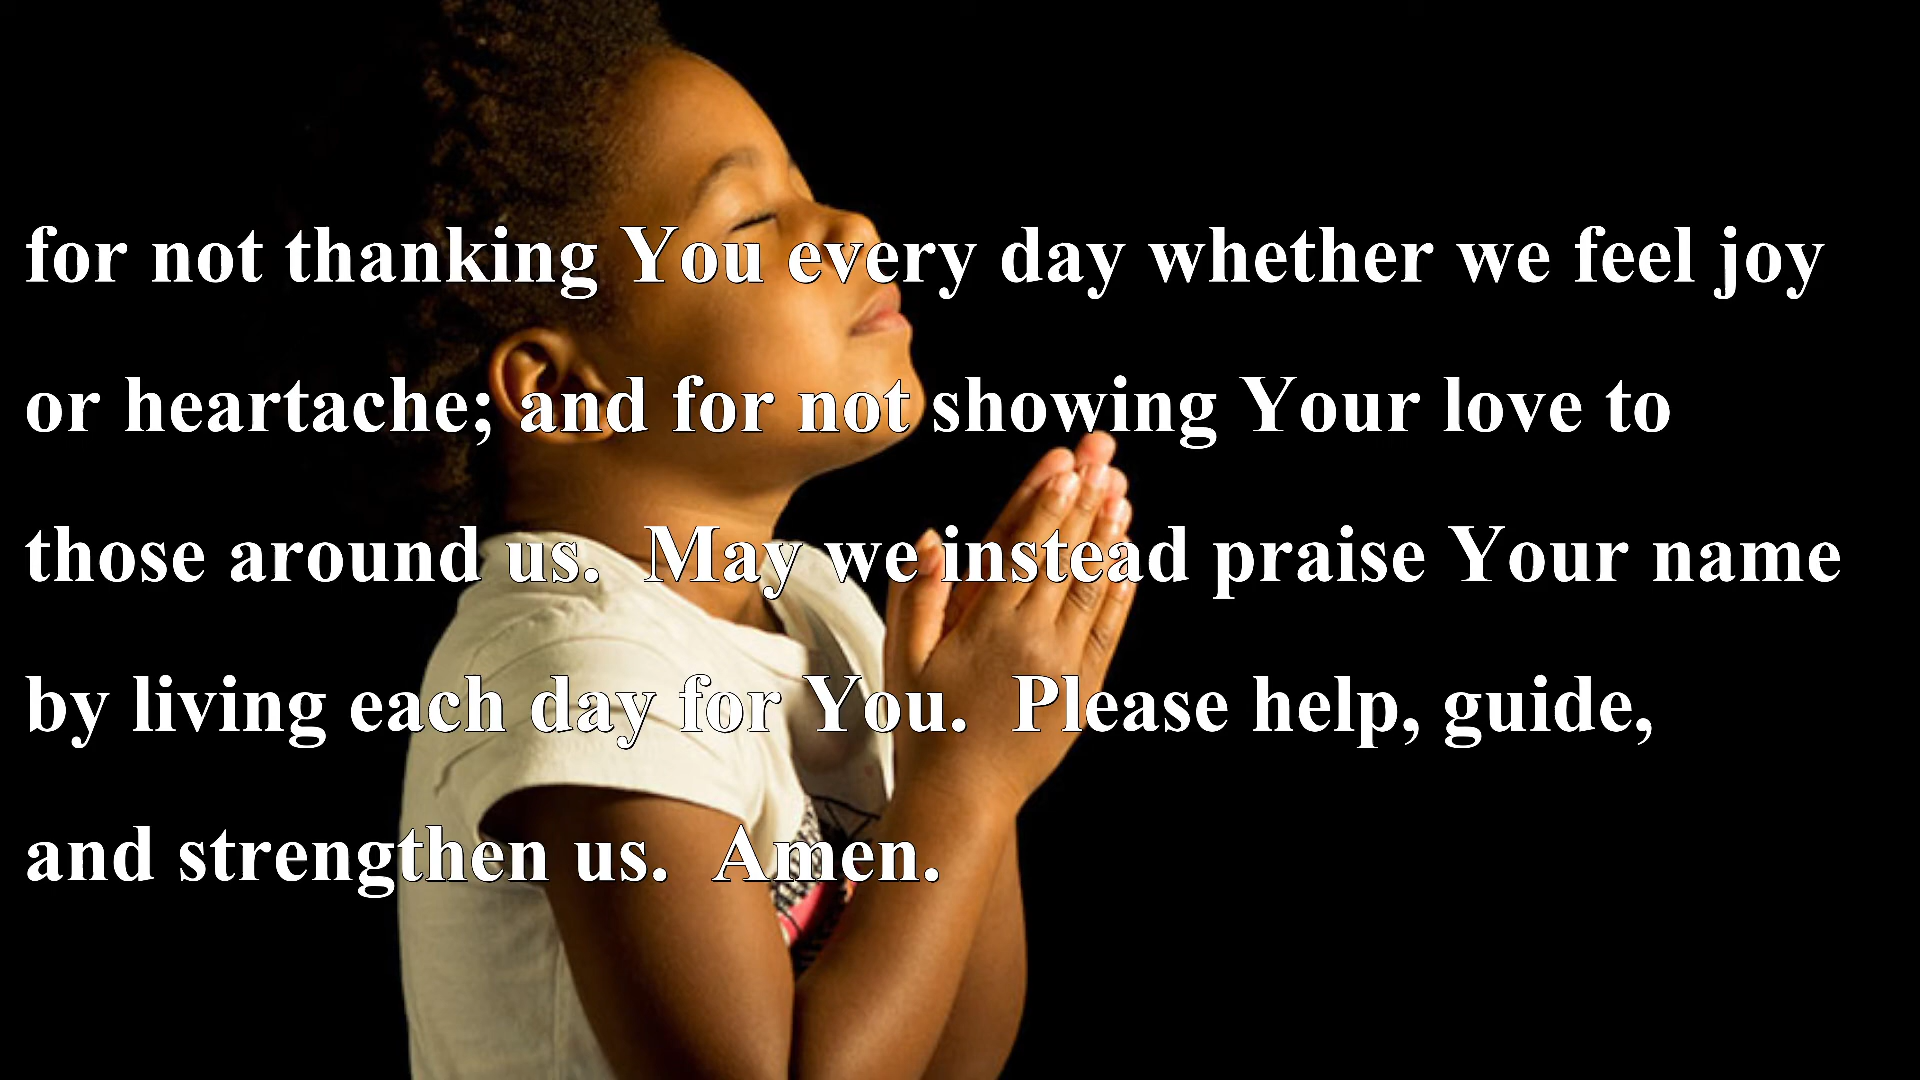 for not thanking You every day whether we feel joy
or heartache; and for not showing Your love to
those around us.  May we instead praise Your name
by living each day for You.  Please help, guide,
and strengthen us.  Amen.